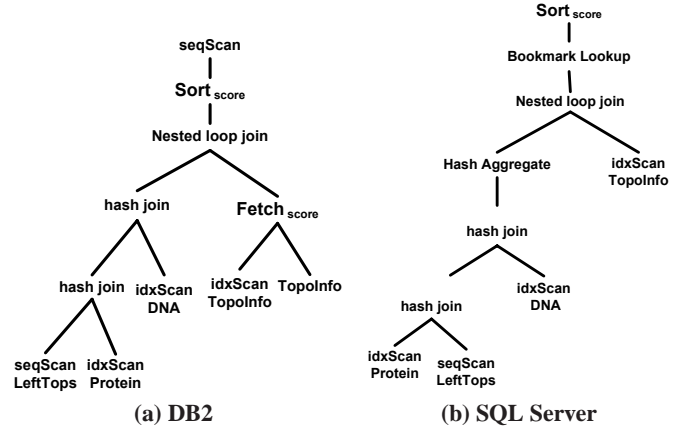 seqScan
Sort score
Nested loop join
hash join
Fetch score
hash join
idxScan
DNA
idxScan
TopoInfo
TopoInfo
seqScan
LeftTops
idxScan
Protein
(a) DB2
Sort score
Bookmark Lookup
Nested loop join
Hash Aggregate
idxScan
TopoInfo
hash join
hash join
idxScan
DNA
idxScan
Protein
seqScan
LeftTops
(b) SQL Server